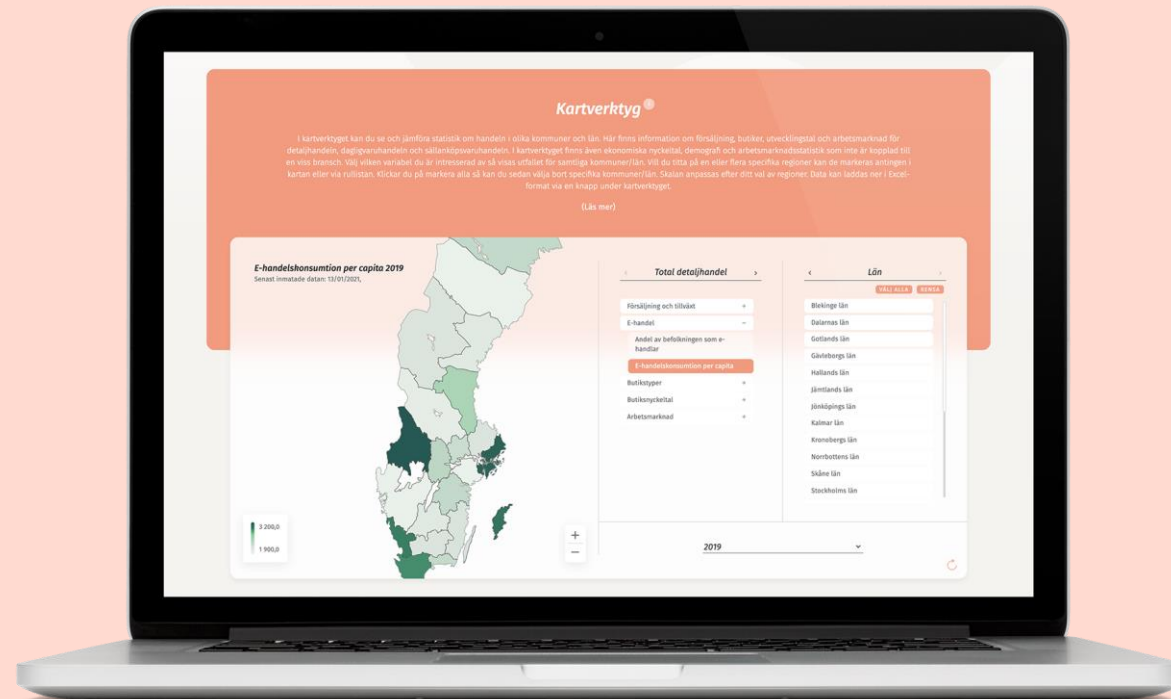 Kartverktyg
I kartverktyget kan du se och jämföra statistik om handeln i olika kommuner och län. Här finns information om försäljning, butiker, utvecklingstal och arbetsmarknad för
detaljhandeln, dagligvaruhandeln och sällanköpsvaruhandeln. I kartverktyget finns även ekonomiska nyckeltal, demografi och arbetsmarknadsstatistik som inte är kopplad till
en viss bransch. Välj vilken variabel du är intresserad av så visas utfallet för samtliga kommuner/län. Vill du titta på en eller flera specifika regioner kan de markeras antingen i
kartan eller via rullistan. Klickar du på markera alla så kan du sedan välja bort specifika kommuner/län. Skalan anpassas efter ditt val av regioner. Data kan laddas ner i Excel-
format via en knapp under kartverktyget.
(Läs mer)
E-handelskonsumtion per capita 2019
Senast inmatade datan: 13/01/2021,
3 200,0
1 900,0
+
−
‹ Total detaljhandel ›
Försäljning och tillväxt +
E-handel −
Andel av befolkningen som e-
handlar
E-handelskonsumtion per capita
Butikstyper +
Butiksnyckeltal +
Arbetsmarknad +
‹ Län ›
VÄLJ ALLA RENSA
Blekinge län
Dalarnas län
Gotlands län
Gävleborgs län
Hallands län
Jämtlands län
Jönköpings län
Kalmar län
Kronobergs län
Norrbottens län
Skåne län
Stockholms län
2019